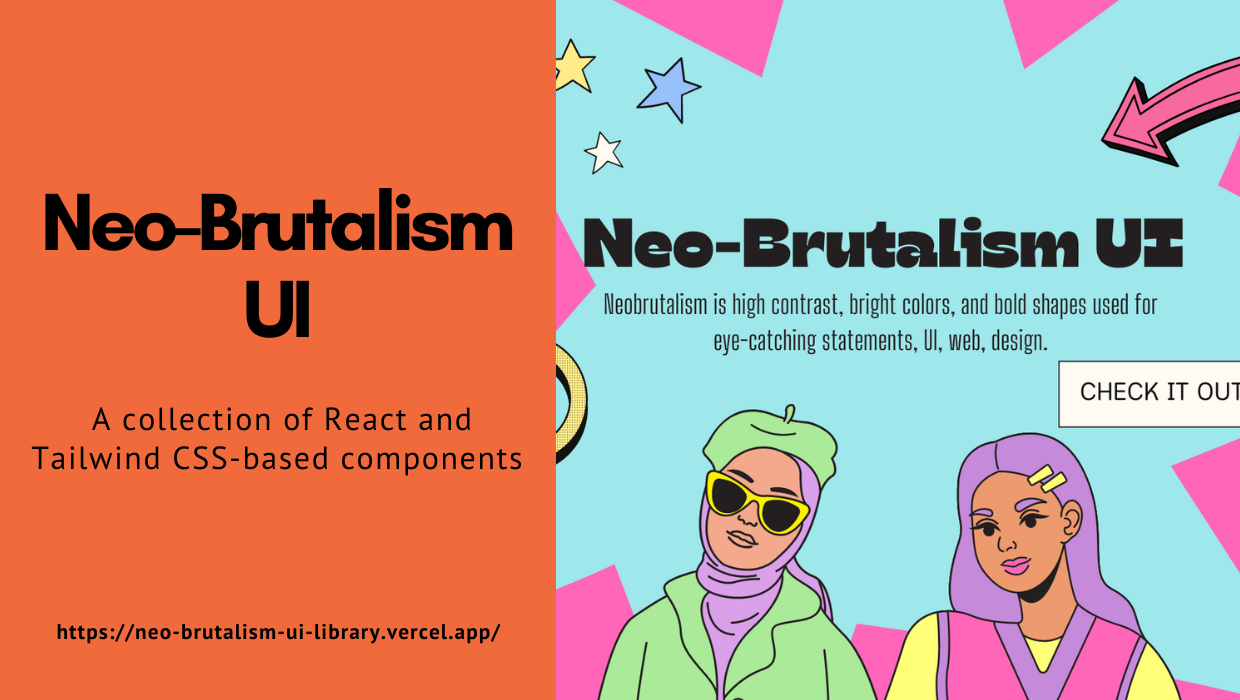 Neo-Brutalism
UI
A collection of React and
Tailwind CSS-based components
https://neo-brutalism-ui-library.vercel.app/
Neo-Brutalism UI
Neobrutalism is high contrast, bright colors, and bold shapes used for
eye-catching statements, UI, web, design.
CHECK IT OUT